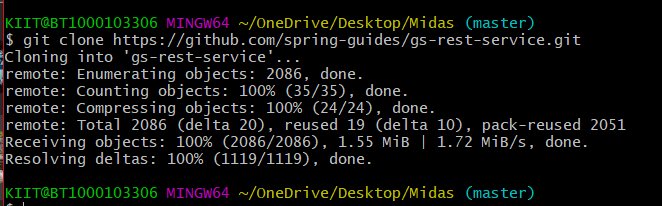 KIIT@BT1000103306 MINGW64 ~/OneDrive/Desktop/Midas (master)
$ git clone https://github.com/spring-guides/gs-rest-service.git
Cloning into 'gs-rest-service'...
remote: Enumerating objects: 2086, done.
remote: Counting objects: 100% (35/35), done.
remote: Compressing objects: 100% (24/24), done.
remote: Total 2086 (delta 20), reused 19 (delta 10), pack-reused 2051
Receiving objects: 100% (2086/2086), 1.55 MiB | 1.72 MiB/s, done.
Resolving deltas: 100% (1119/1119), done.
KIIT@BT1000103306 MINGW64 ~/OneDrive/Desktop/Midas (master)
$